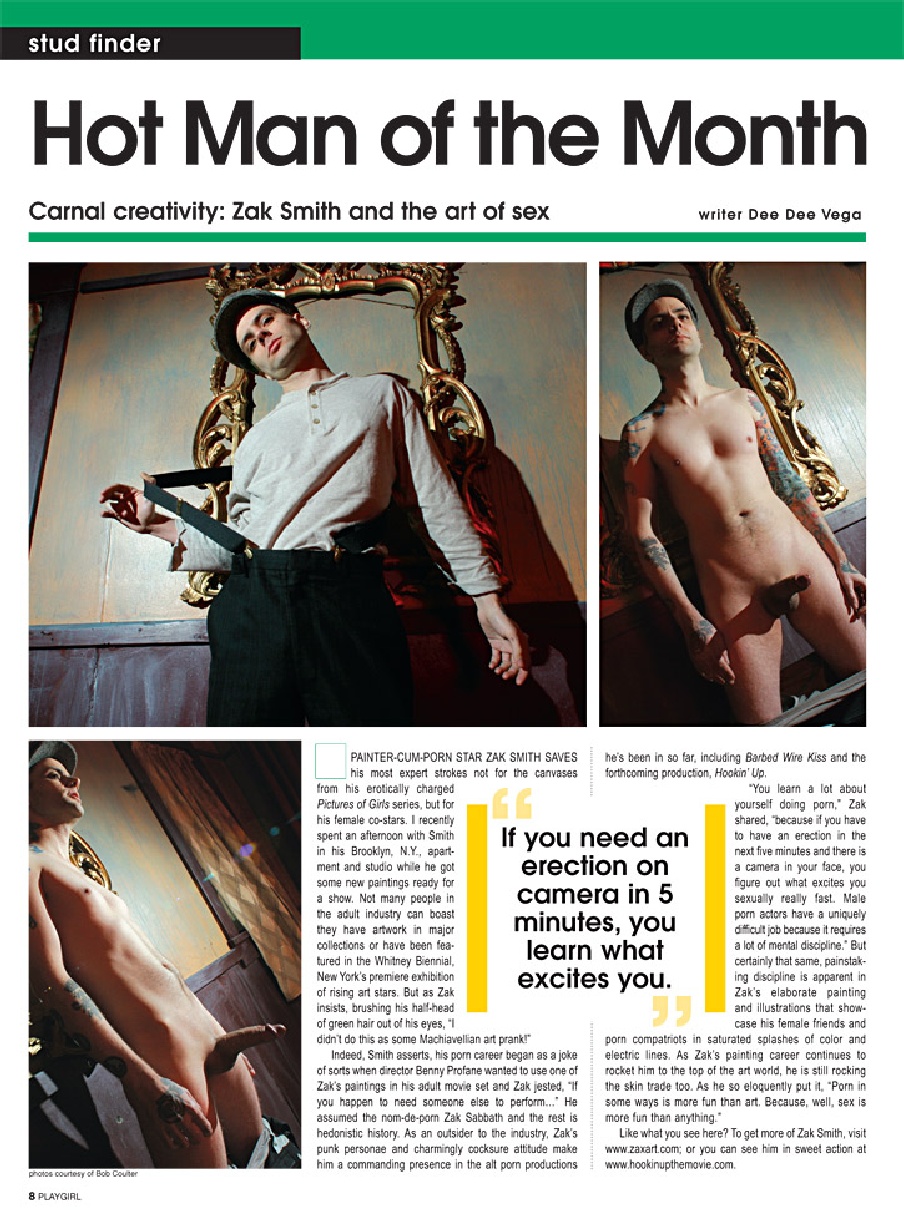 stud finder
Hot Man of the Month
Carnal creativity: Zak Smith and the art of sex
writer Dee Dee Vega
PAINTER-CUM-PORN STAR ZAK SMITH SAVES
his most expert strokes not for the canvases
from his erotically charged
Pictures of Girls series, but for
his female co-stars. I recently
spent an afternoon with Smith
in his Brooklyn, N.Y., apart-
ment and studio while he got
some new paintings ready for
a show. Not many people in
the adult industry can boast
they have artwork in major
collections or have been fea-
tured in the Whitney Biennial,
New York's premiere exhibition
of rising art stars. But as Zak
insists, brushing his half-head
of green hair out of his eyes, "I
didn't do this as some Machiavellian art prank!"
Indeed, Smith asserts, his porn career began as a joke
of sorts when director Benny Profane wanted to use one of
Zak's paintings in his adult movie set and Zak jested, "If
you happen to need someone else to perform..." He
assumed the nom-de-porn Zak Sabbath and the rest is
hedonistic history. As an outsider to the industry, Zak's
punk personae and charmingly cocksure attitude make
him a commanding presence in the alt porn productions
"
If you need an
erection on
camera in 5
minutes, you
learn what
excites you.
"
he's been in so far, including Barbed Wire Kiss and the
forthcoming production, Hookin' Up.
"You learn a lot about
yourself doing porn," Zak
shared, "because if you have
to have an erection in the
next five minutes and there is
a camera in your face, you
figure out what excites you
sexually really fast. Male
porn actors have a uniquely
difficult job because it requires
a lot of mental discipline." But
certainly that same, painstak-
ing discipline is apparent in
Zak's elaborate painting
and illustrations that show-
case his female friends and
porn compatriots in saturated splashes of color and
electric lines. As Zak's painting career continues to
rocket him to the top of the art world, he is still rocking
the skin trade too. As he so eloquently put it, "Porn in
some ways is more fun than art. Because, well, sex is
more fun than anything."
Like what you see here? To get more of Zak Smith, visit
www.zaxart.com; or you can see him in sweet action at
www.hookinupthemovie.com.
photos courtesy of Bob Coulter
8 PLAYGIRL